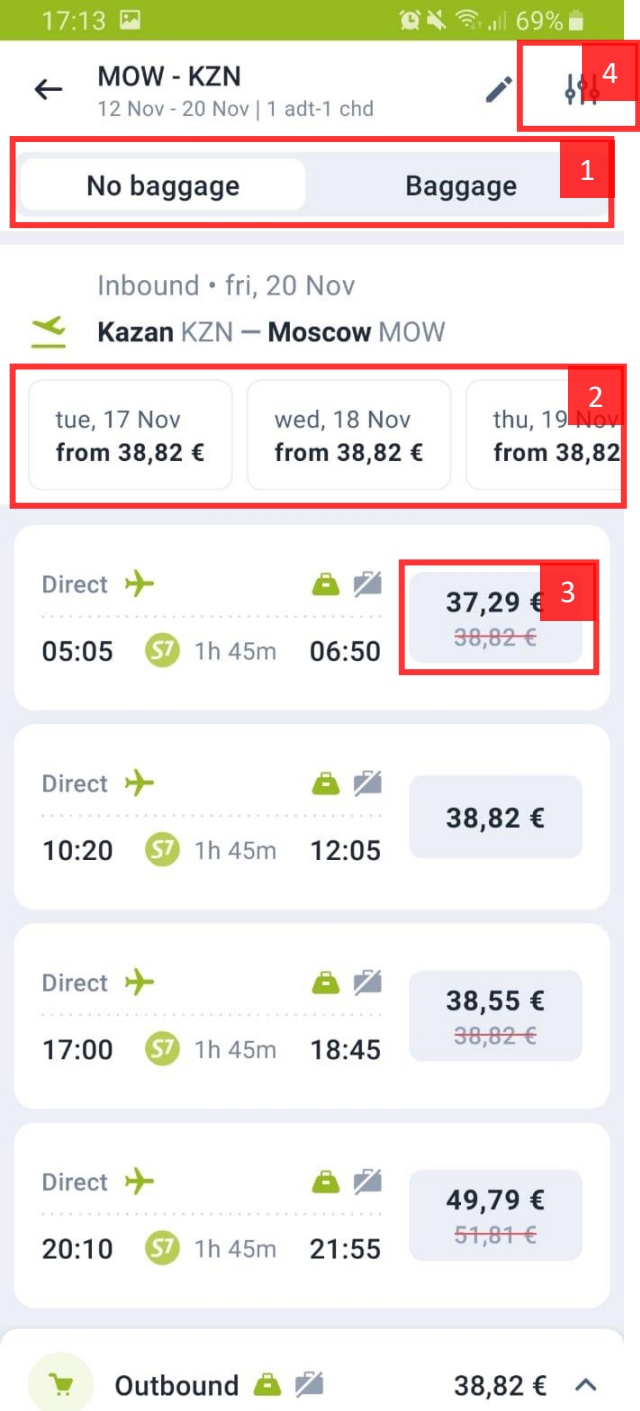 17:13 69%
MOW - KZN
12 Nov - 20 Nov | 1 adt-1 chd
4
No baggage Baggage
1
Inbound • fri, 20 Nov
Kazan KZN — Moscow MOW
2
tue, 17 Nov wed, 18 Nov thu, 19 Nov
from 38,82 € from 38,82 € from 38,82
Direct
37,29 €
3
38,82 €
05:05 S7 1h 45m 06:50
Direct
38,82 €
10:20 S7 1h 45m 12:05
Direct
38,55 €
38,82 €
17:00 S7 1h 45m 18:45
Direct
49,79 €
51,81 €
20:10 S7 1h 45m 21:55
Outbound 38,82 €